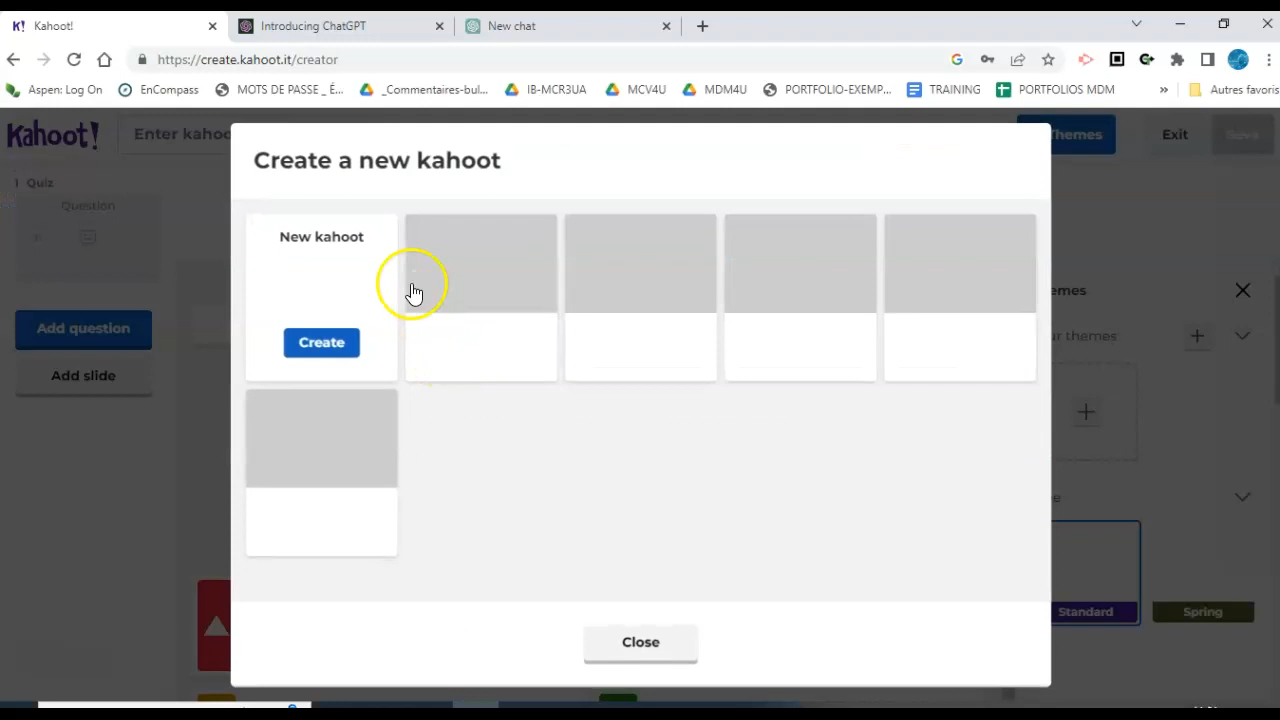 Kahoot!
Introducing ChatGPT
New chat
https://create.kahoot.it/creator
Aspen: Log On
EnCompass
MOTS DE PASSE _ É...
_Commentaires-bul...
IB-MCR3UA
MCV4U
MDM4U
PORTFOLIO-EXEMP...
TRAINING
PORTFOLIOS MDM
»
Autres favoris
Kahoot!
Enter kahoo
Themes
Exit
Save
Create a new kahoot
1 Quiz
Question
New kahoot
Create
Add question
Add slide
emes
ur themes
Standard
Spring
Close